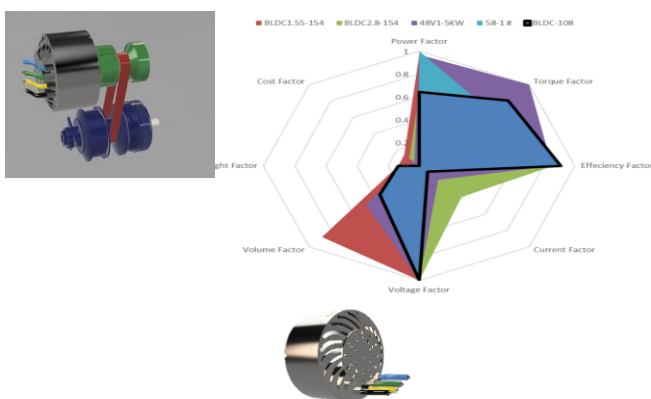 BLDC1.55-154 BLDC2.8-154 48V1-5KW 58-1 # BLDC-108
Power Factor
1
Cost Factor
0.8
Torque Factor
0.6
0.4
0.2
ght Factor
Effeciency Factor
Volume Factor
Current Factor
Voltage Factor